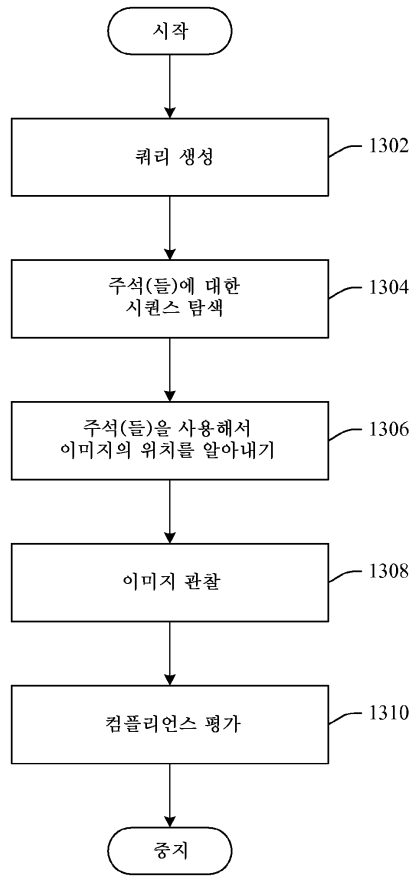 시작
쿼리 생성
1302
주석(들)에 대한
시퀀스 탐색
1304
주석(들)을 사용해서
이미지의 위치를 알아내기
1306
이미지 관찰
1308
컴플리언스 평가
1310
중지